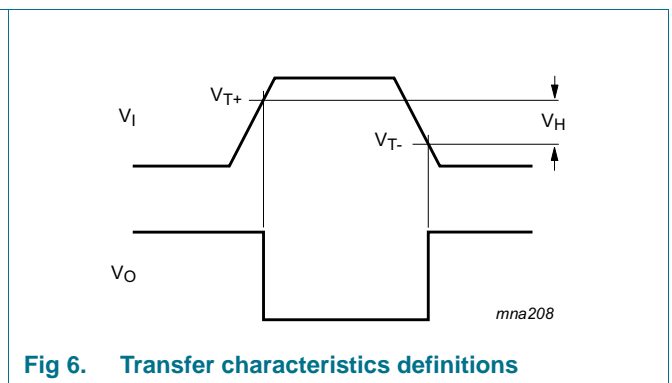 VT+
VI
VH
VT-
VO
mna208
Fig 6. Transfer characteristics definitions